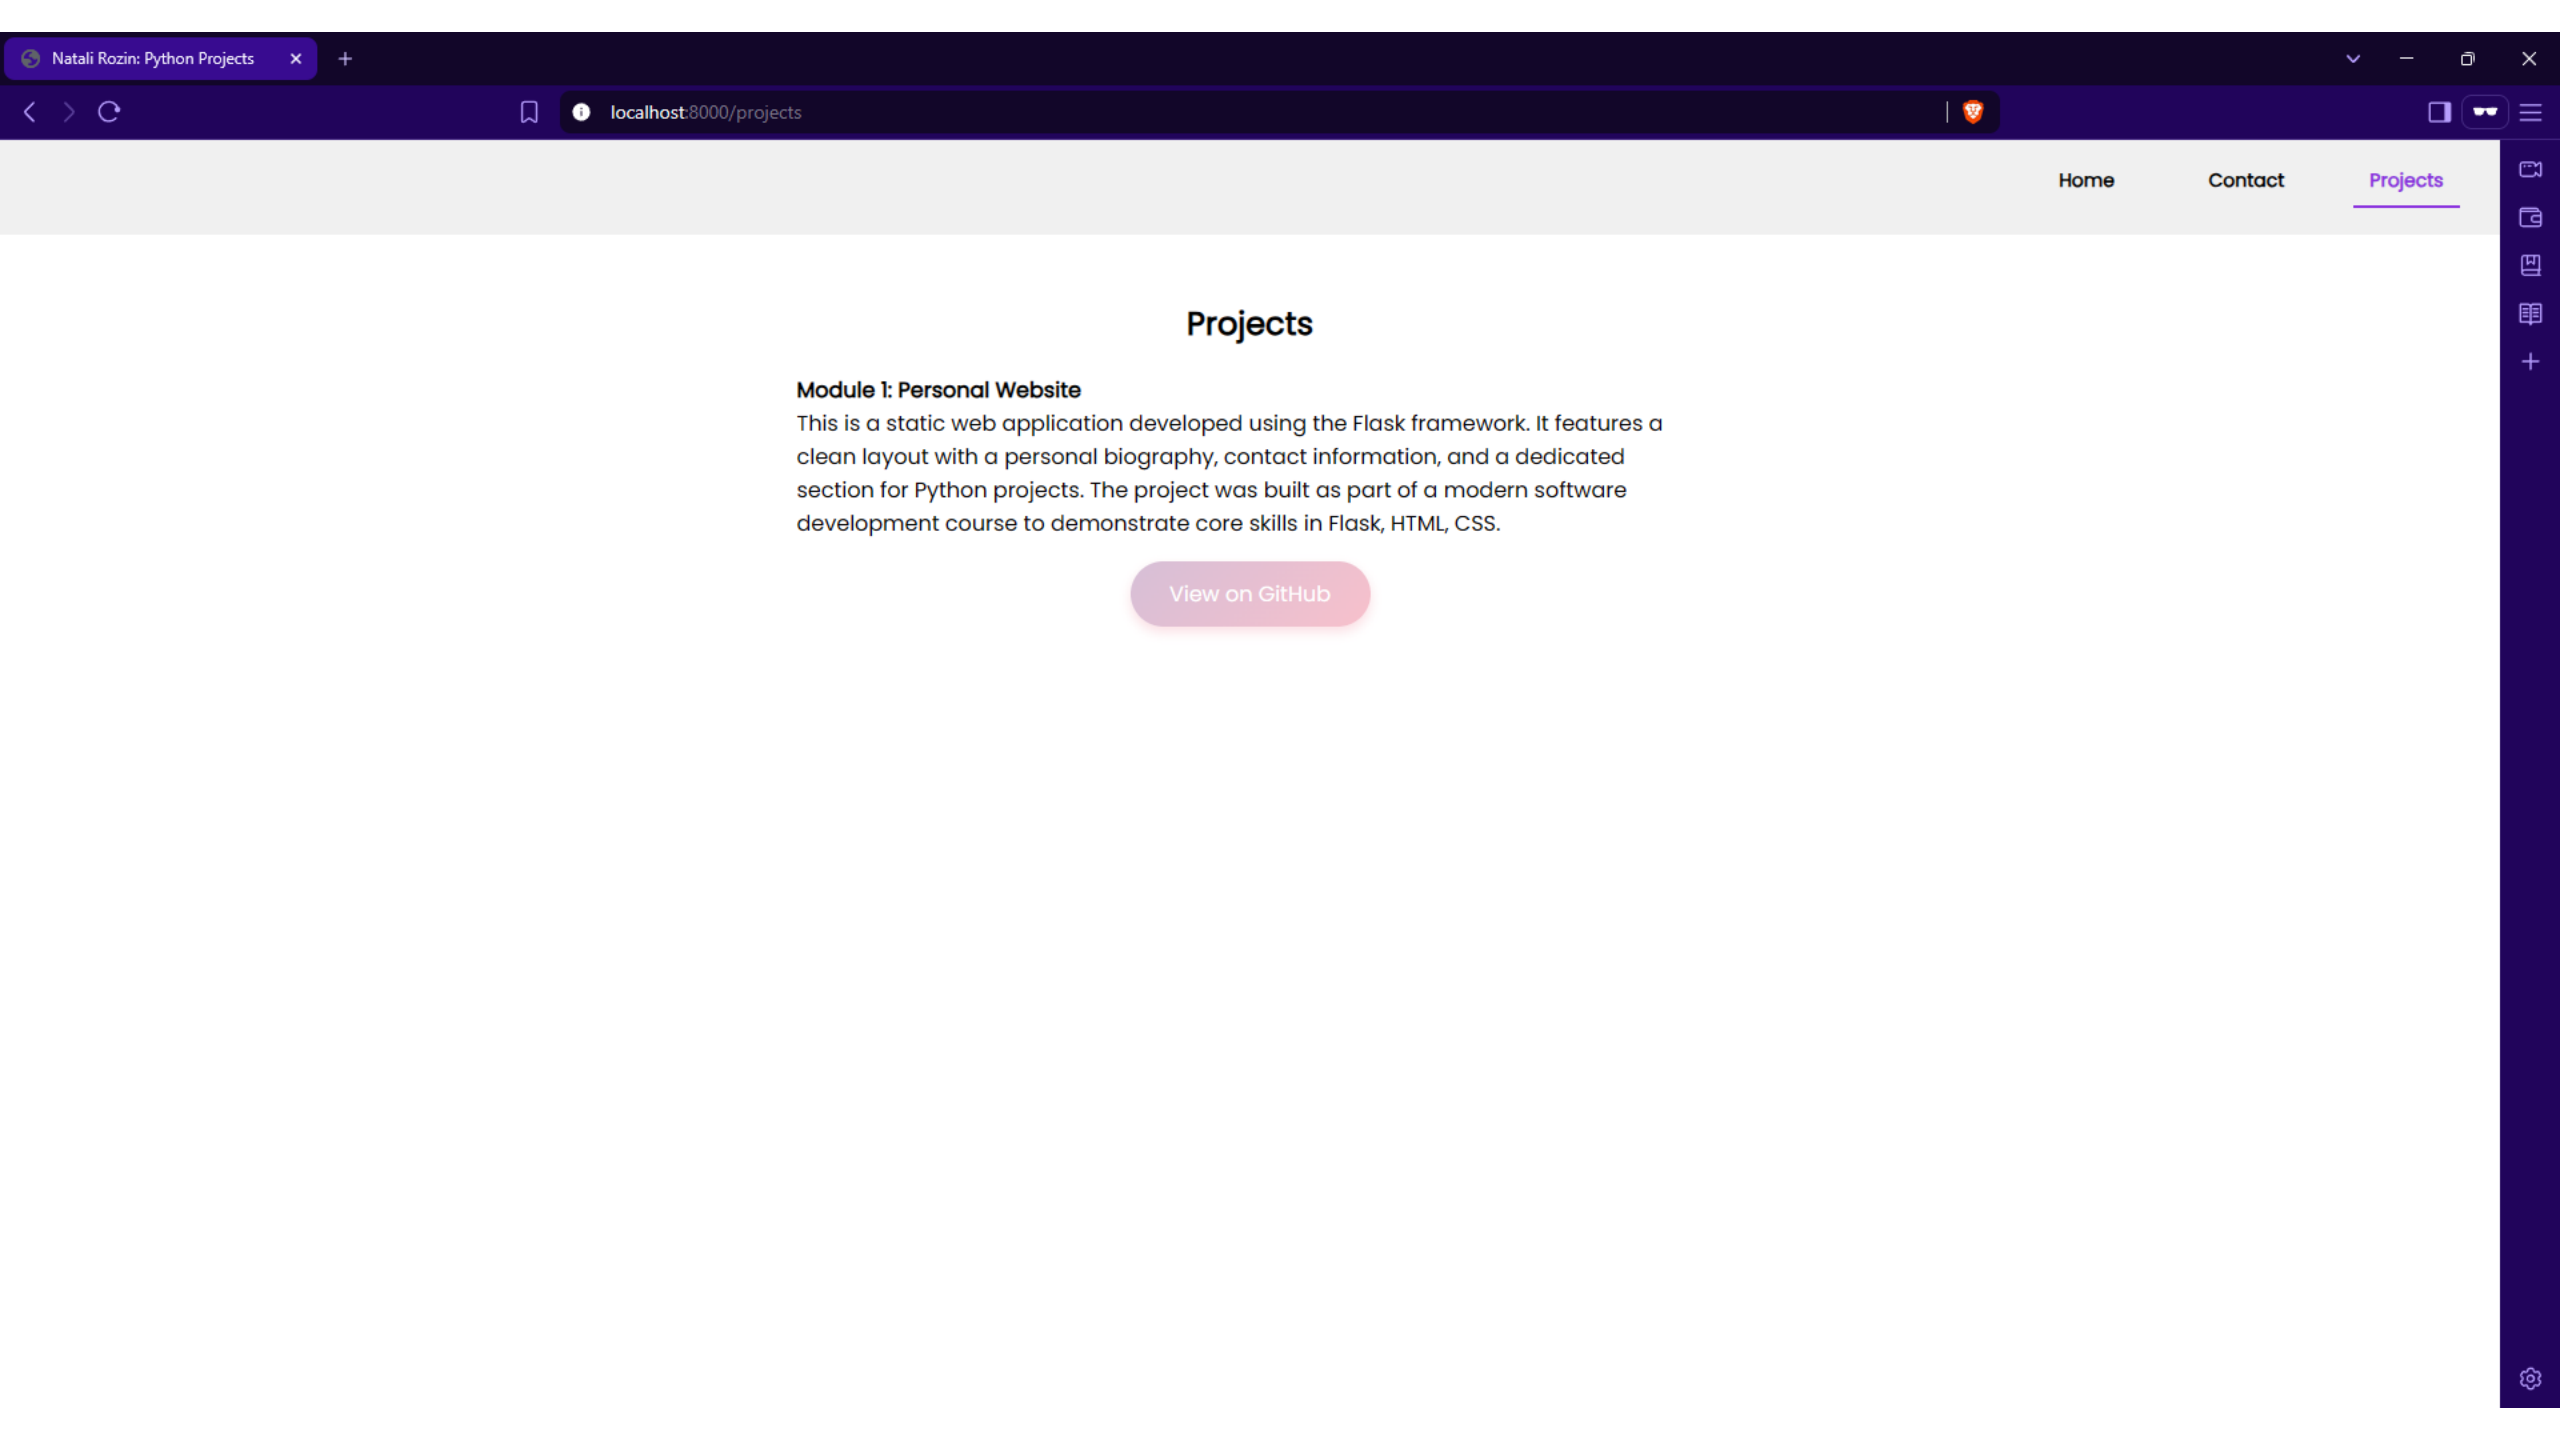 Natali Rozin: Python Projects
localhost:8000/projects
Home
Contact
Projects
Projects
Module 1: Personal Website
This is a static web application developed using the Flask framework. It features a
clean layout with a personal biography, contact information, and a dedicated
section for Python projects. The project was built as part of a modern software
development course to demonstrate core skills in Flask, HTML, CSS.
View on GitHub